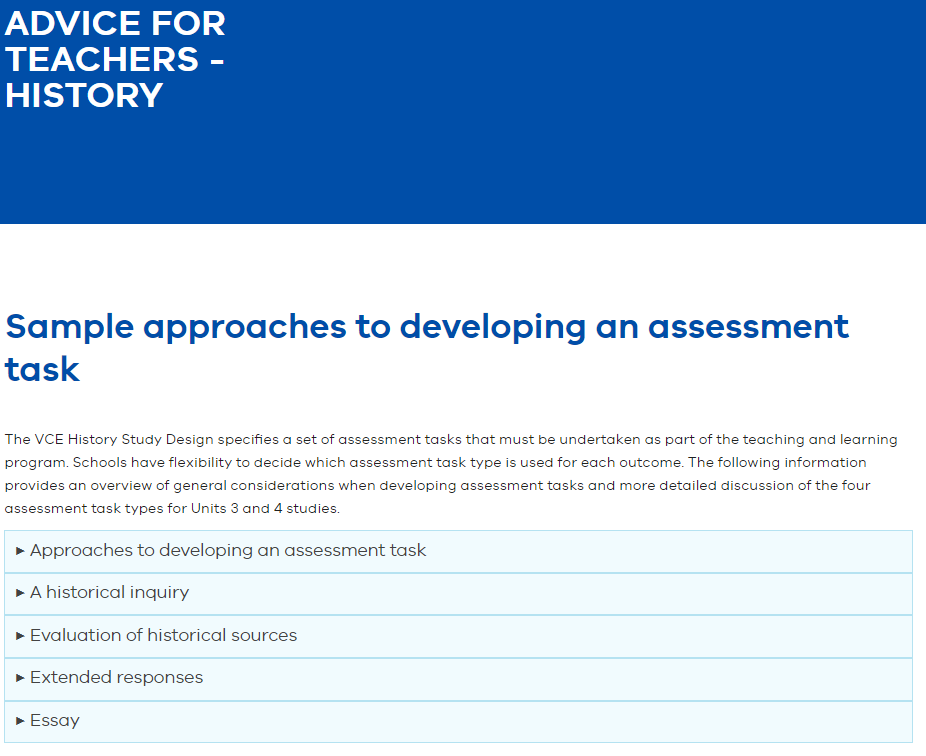 ADVICE FOR
TEACHERS -
HISTORY
Sample approaches to developing an assessment
task
The VCE History Study Design specifies a set of assessment tasks that must be undertaken as part of the teaching and learning
program. Schools have flexibility to decide which assessment task type is used for each outcome. The following information
provides an overview of general considerations when developing assessment tasks and more detailed discussion of the four
assessment task types for Units 3 and 4 studies.
▸ Approaches to developing an assessment task
▸ A historical inquiry
▸ Evaluation of historical sources
▸ Extended responses
▸ Essay